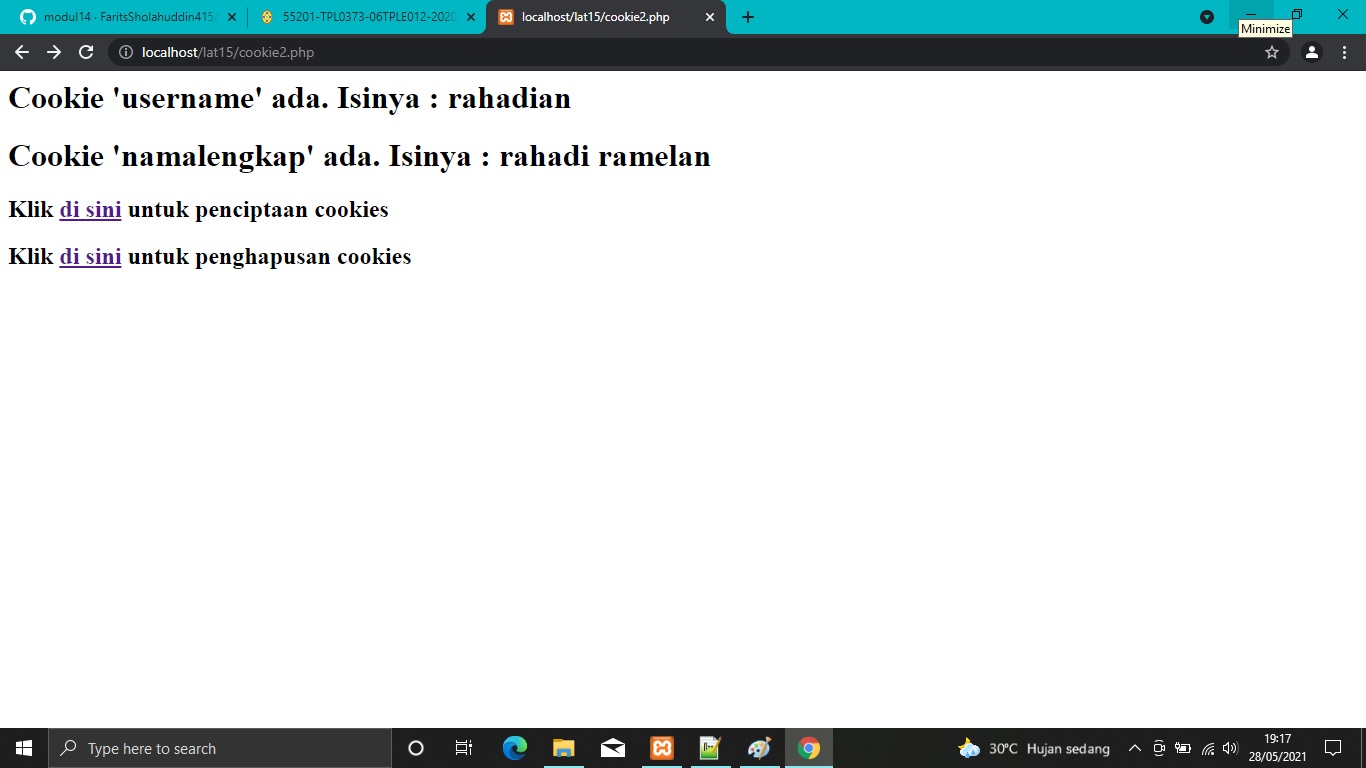 modul14 · FaritsSholahuddin415/
55201-TPL0373-06TPLE012-2020
localhost/lat15/cookie2.php
Minimize
localhost/lat15/cookie2.php
Cookie 'username' ada. Isinya : rahadian
Cookie 'namalengkap' ada. Isinya : rahadi ramelan
Klik di sini untuk penciptaan cookies
Klik di sini untuk penghapusan cookies
Type here to search
30°C Hujan sedang
19:17
28/05/2021